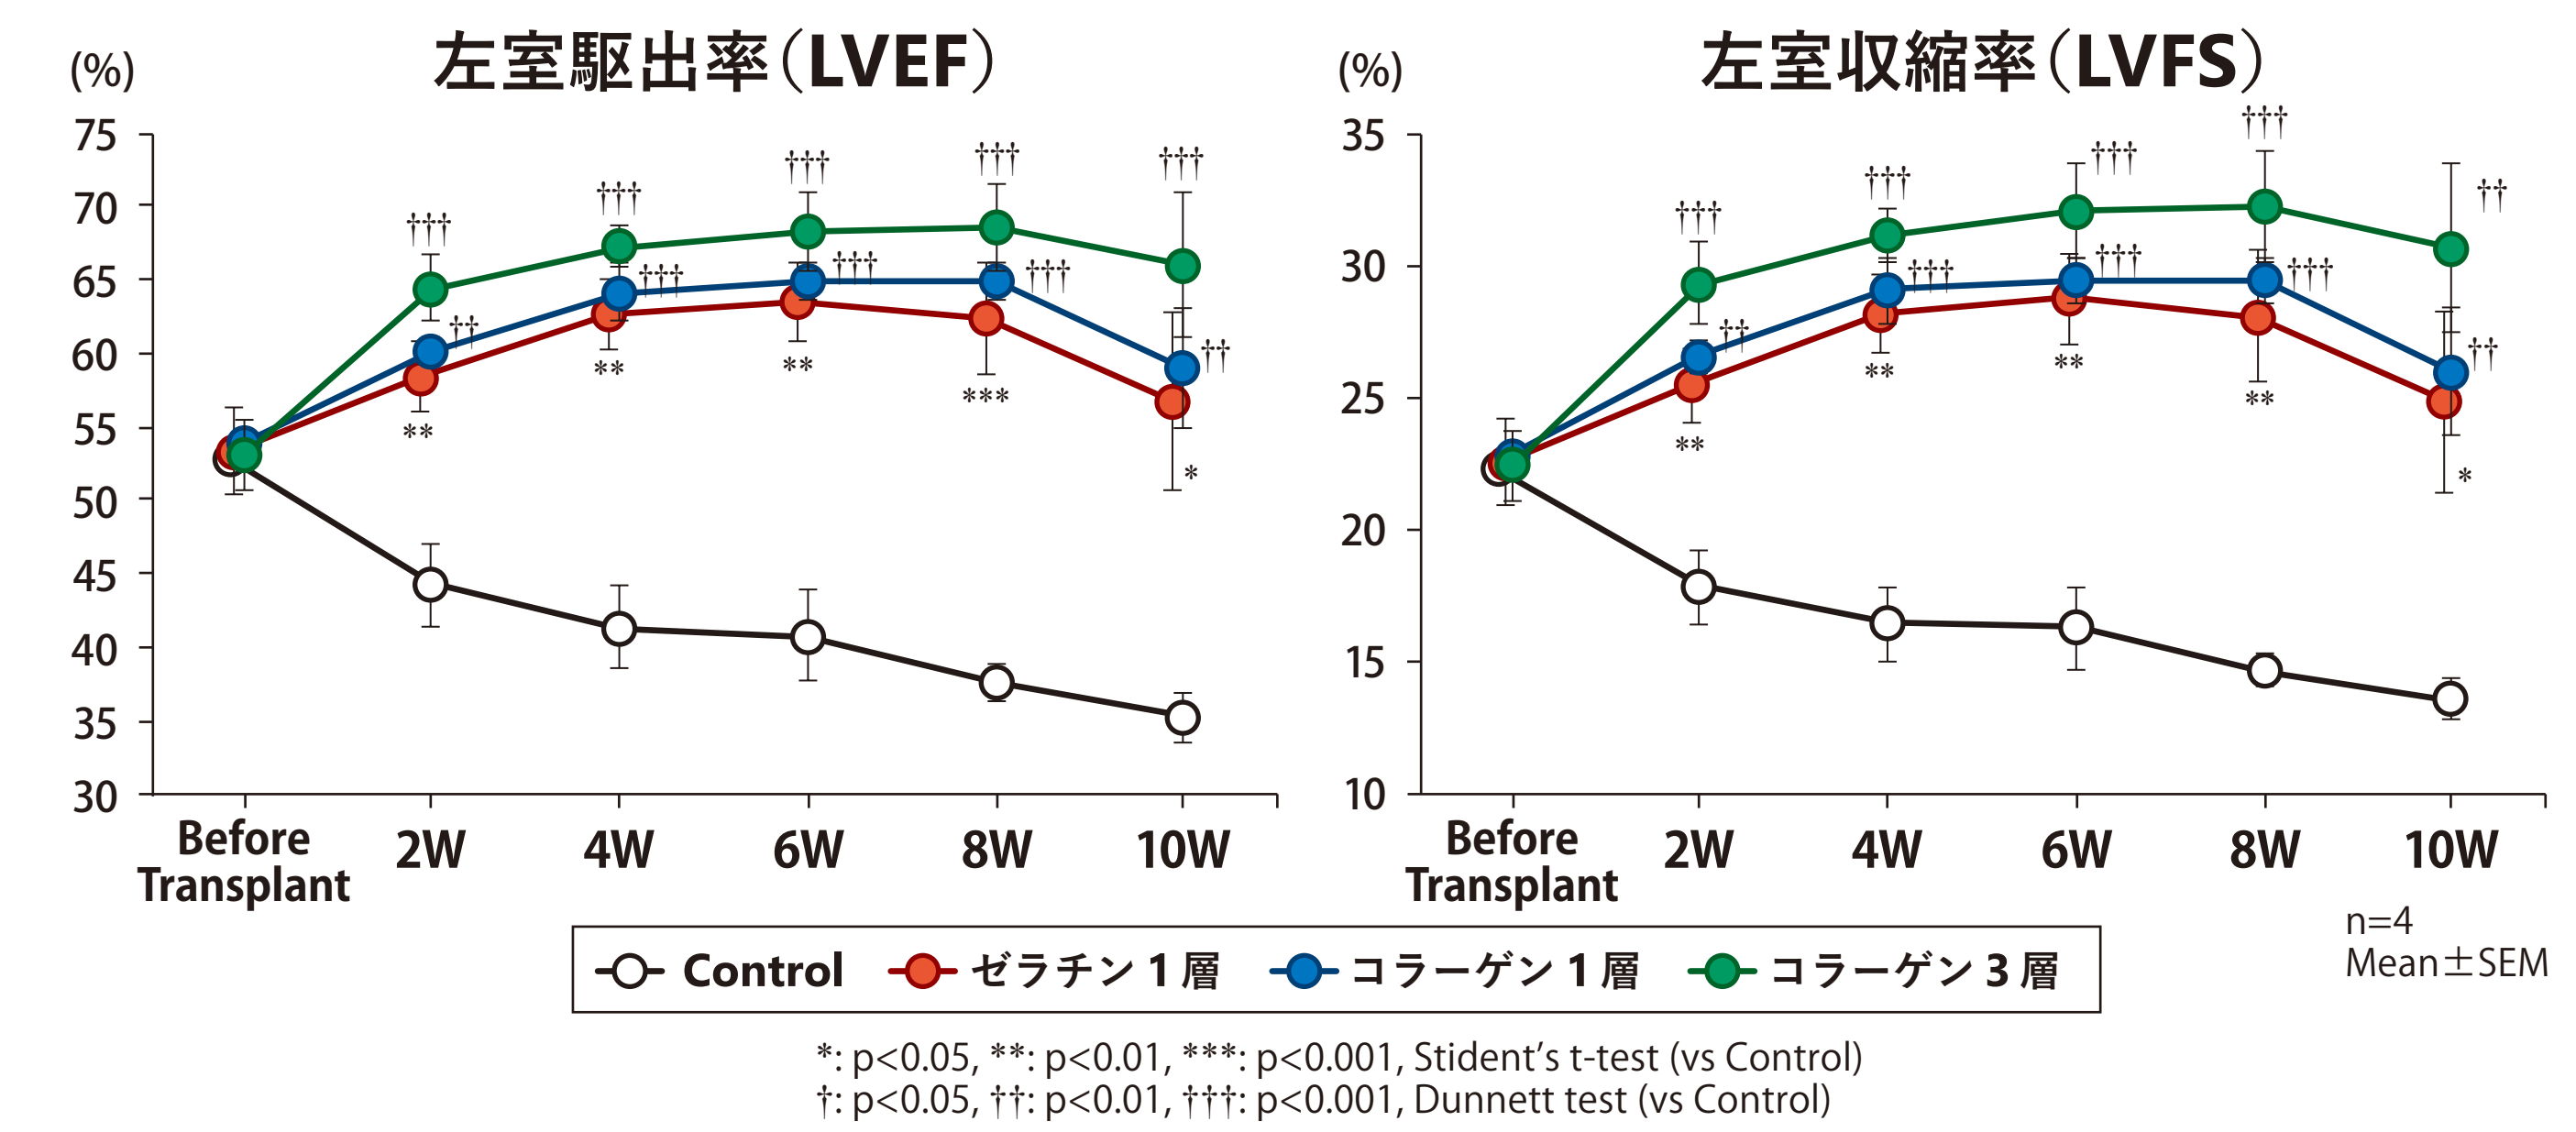 左室駆出率（LVEF）
(%)
75
70
65
60
55
50
45
40
35
30
†††
†††
†††
†††
†††
††
†††
†††
†††
††
**
**
**
***
*
Before
Transplant
2W
4W
6W
8W
10W
左室収縮率（LVFS）
(%)
35
30
25
20
15
10
†††
†††
†††
†††
††
††
†††
†††
†††
††
**
**
**
**
*
Before
Transplant
2W
4W
6W
8W
10W
n=4
Mean±SEM
Control ゼラチン 1 層 コラーゲン 1 層 コラーゲン 3 層
*: p<0.05, **: p<0.01, ***: p<0.001, Stident’s t-test (vs Control)
†: p<0.05, ††: p<0.01, †††: p<0.001, Dunnett test (vs Control)